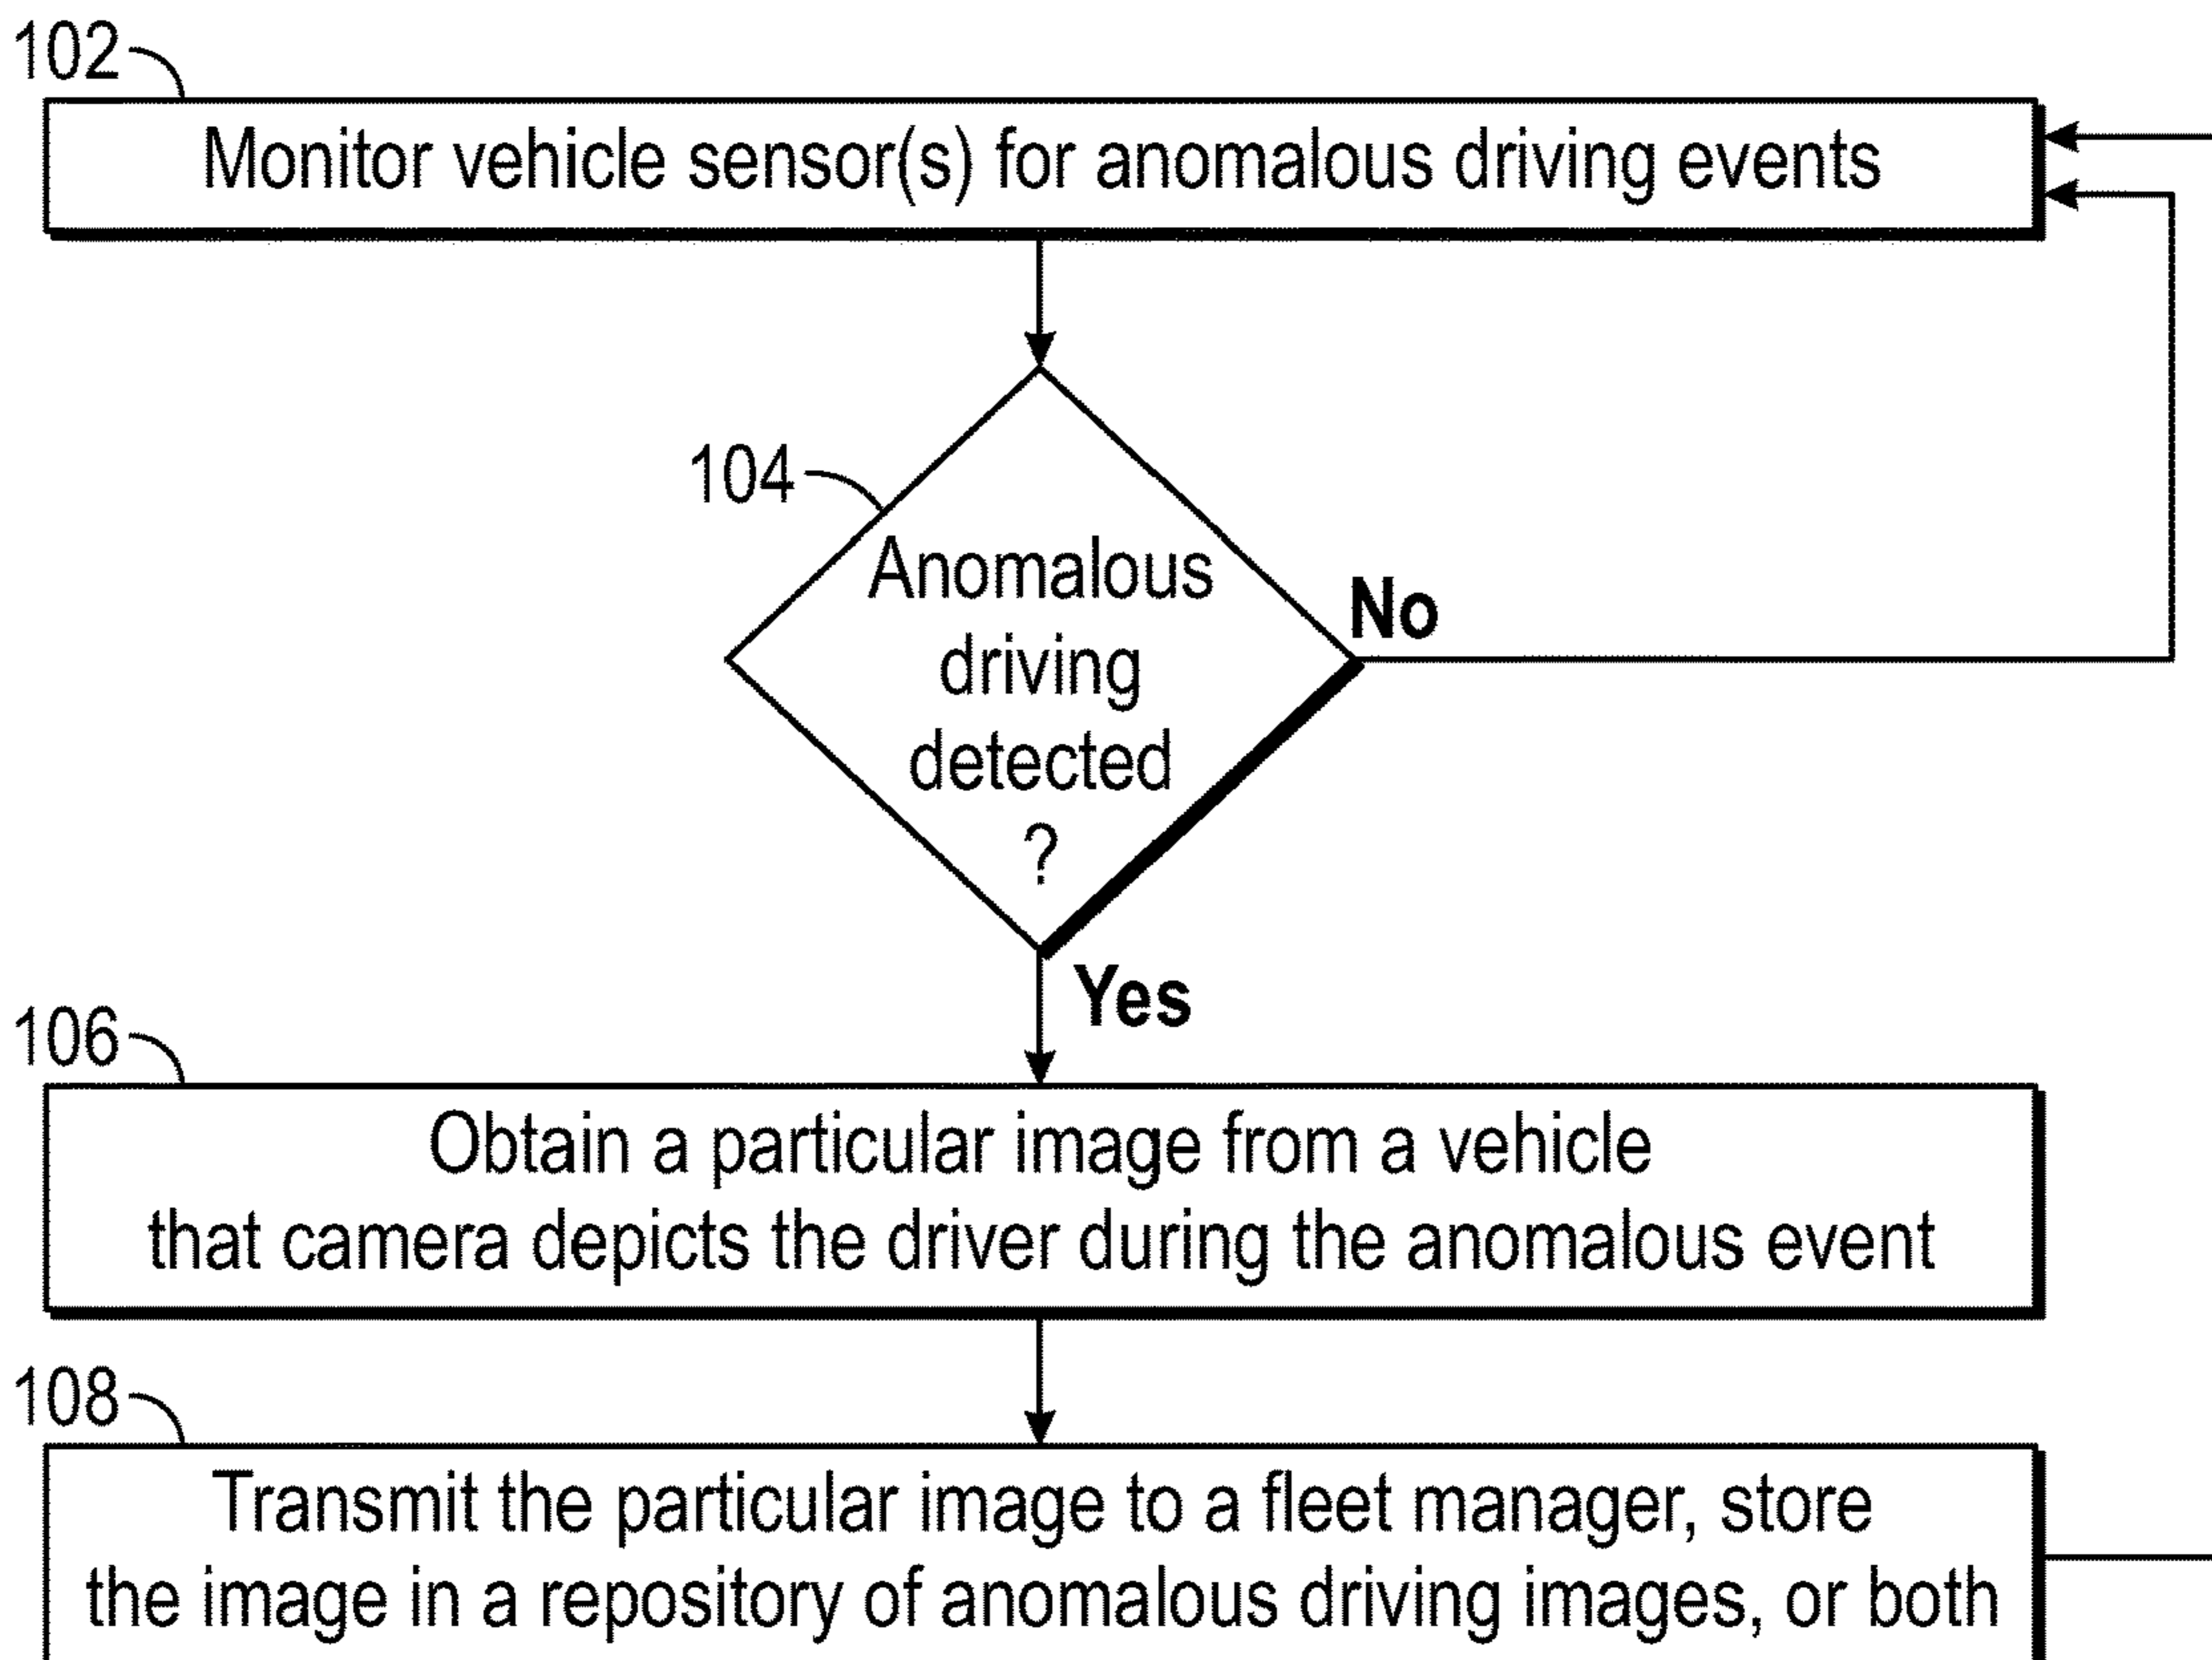 102
Monitor vehicle sensor(s) for anomalous driving events
104
Anomalous
driving
detected
?
No
Yes
106
Obtain a particular image from a vehicle
that camera depicts the driver during the anomalous event
108
Transmit the particular image to a fleet manager, store
the image in a repository of anomalous driving images, or both